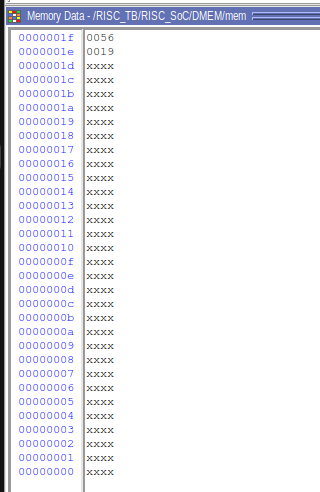 Memory Data - /RISC_TB/RISC_SoC/DMEM/mem
0000001f 0056
0000001e 0019
0000001d xxxx
0000001c xxxx
0000001b xxxx
0000001a xxxx
00000019 xxxx
00000018 xxxx
00000017 xxxx
00000016 xxxx
00000015 xxxx
00000014 xxxx
00000013 xxxx
00000012 xxxx
00000011 xxxx
00000010 xxxx
0000000f xxxx
0000000e xxxx
0000000d xxxx
0000000c xxxx
0000000b xxxx
0000000a xxxx
00000009 xxxx
00000008 xxxx
00000007 xxxx
00000006 xxxx
00000005 xxxx
00000004 xxxx
00000003 xxxx
00000002 xxxx
00000001 xxxx
00000000 xxxx